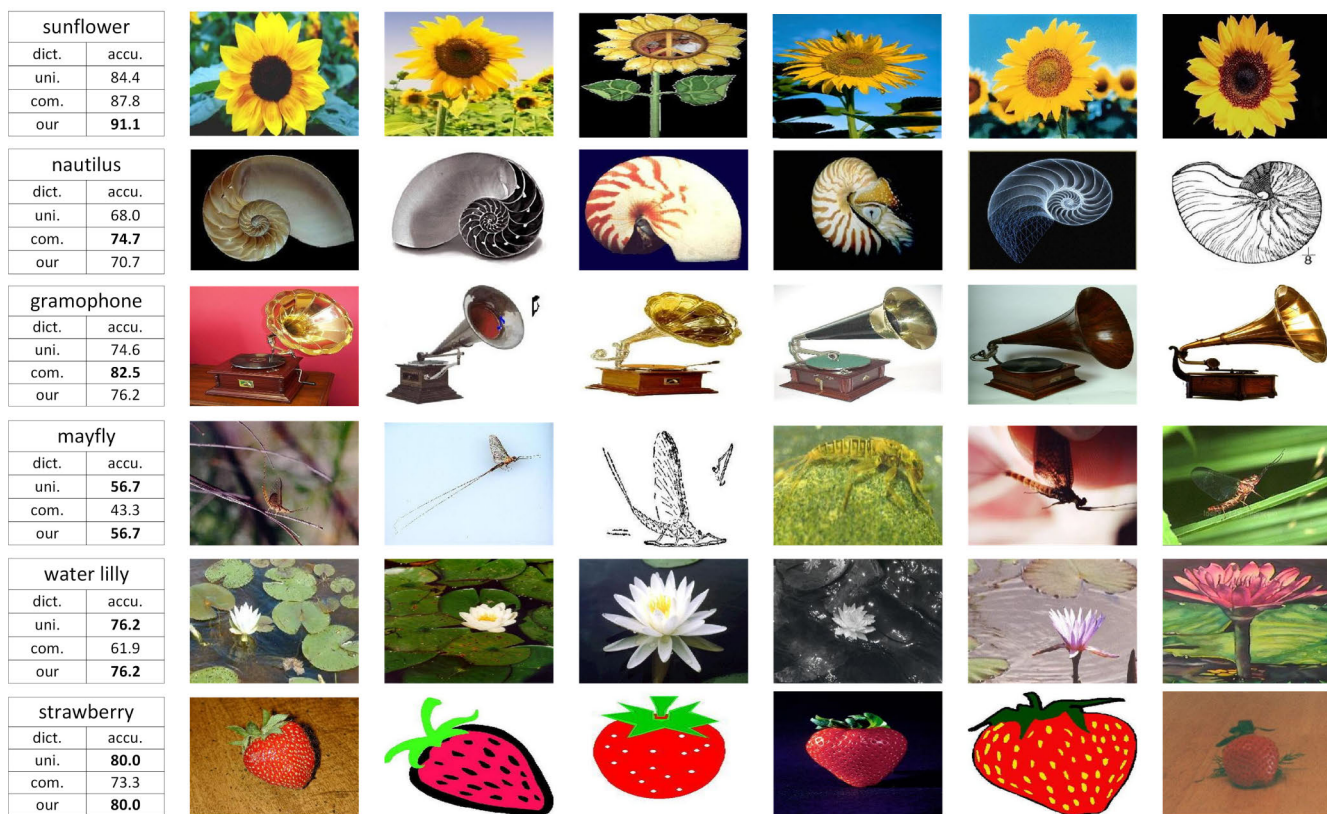 sunflower
dict. accu.
uni. 84.4
com. 87.8
our 91.1
nautilus
dict. accu.
uni. 68.0
com. 74.7
our 70.7
1/8
gramophone
dict. accu.
uni. 74.6
com. 82.5
our 76.2
mayfly
dict. accu.
uni. 56.7
com. 43.3
our 56.7
water lilly
dict. accu.
uni. 76.2
com. 61.9
our 76.2
strawberry
dict. accu.
uni. 80.0
com. 73.3
our 80.0